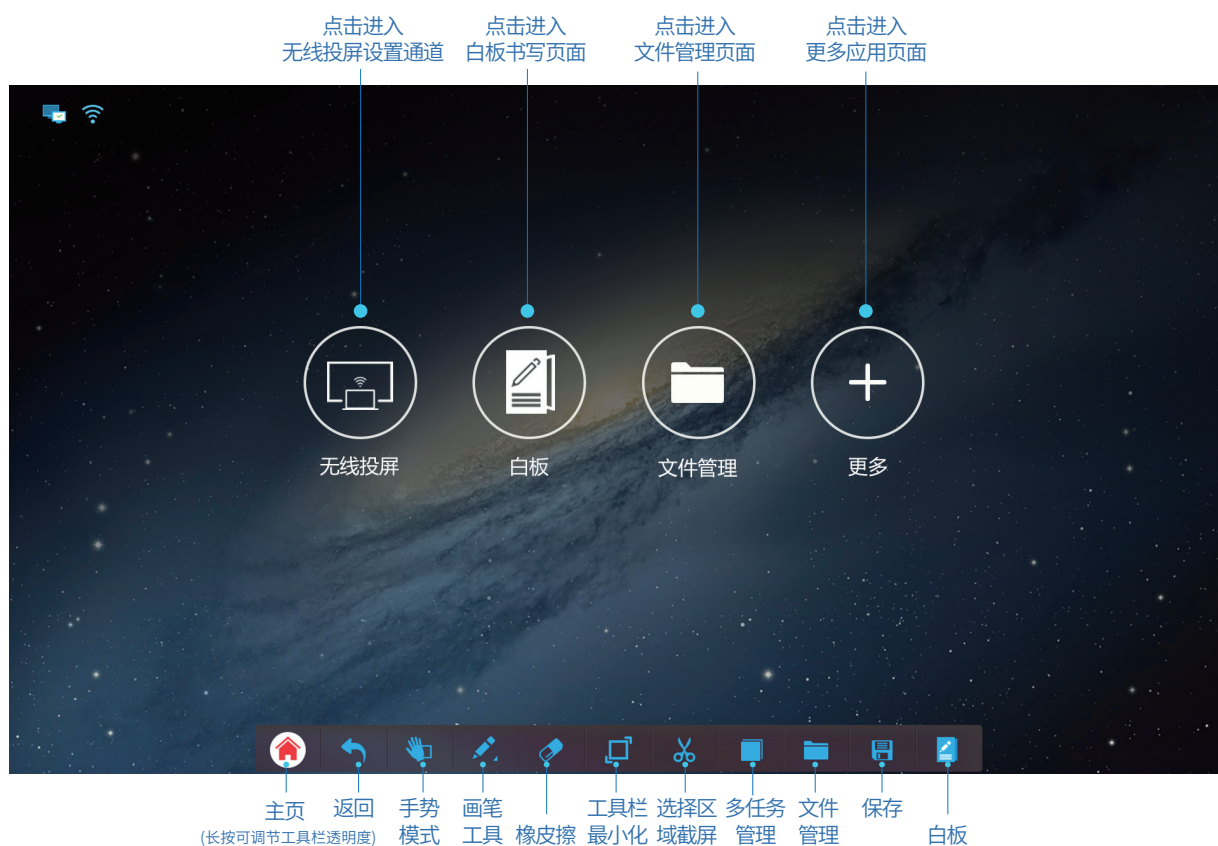 点击进入
无线投屏设置通道
点击进入
白板书写页面
点击进入
文件管理页面
点击进入
更多应用页面
无线投屏
白板
文件管理
更多
主页
(长按可调节工具栏透明度)
返回
手势
模式
画笔
工具
橡皮擦
工具栏
最小化
选择区
域截屏
多任务
管理
文件
管理
保存
白板